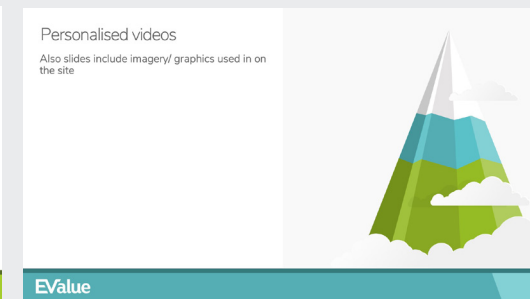 Personalised videos
Also slides include imagery/ graphics used in on
the site
EValue